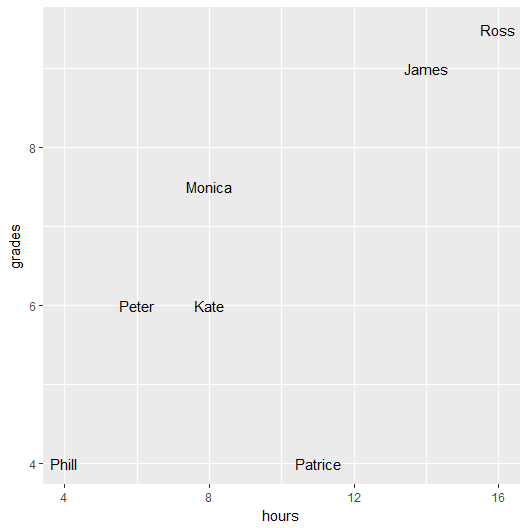 Ross
James
8
Monica
grades
Peter
Kate
6
4
Phill
Patrice
4
8
12
16
hours